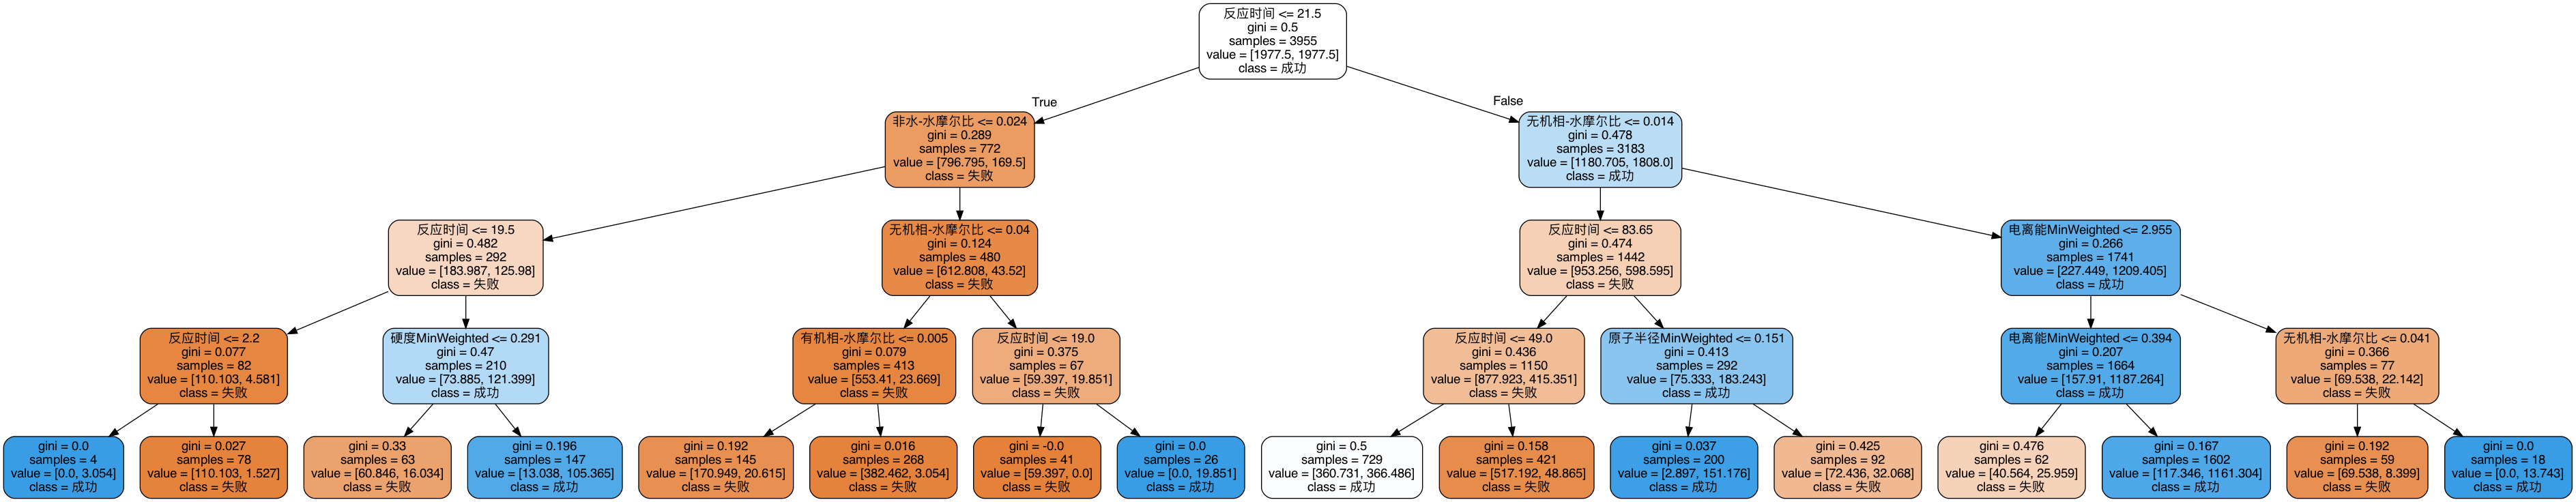 反应时间 <= 21.5
gini = 0.5
samples = 3955
value = [1977.5, 1977.5]
class = 成功
True
False
非水-水摩尔比 <= 0.024
gini = 0.289
samples = 772
value = [796.795, 169.5]
class = 失败
无机相-水摩尔比 <= 0.014
gini = 0.478
samples = 3183
value = [1180.705, 1808.0]
class = 成功
反应时间 <= 19.5
gini = 0.482
samples = 292
value = [183.987, 125.98]
class = 失败
无机相-水摩尔比 <= 0.04
gini = 0.124
samples = 480
value = [612.808, 43.52]
class = 失败
反应时间 <= 83.65
gini = 0.474
samples = 1442
value = [953.256, 598.595]
class = 失败
电离能MinWeighted <= 2.955
gini = 0.266
samples = 1741
value = [227.449, 1209.405]
class = 成功
反应时间 <= 2.2
gini = 0.077
samples = 82
value = [110.103, 4.581]
class = 失败
硬度MinWeighted <= 0.291
gini = 0.47
samples = 210
value = [73.885, 121.399]
class = 成功
有机相-水摩尔比 <= 0.005
gini = 0.079
samples = 413
value = [553.41, 23.669]
class = 失败
反应时间 <= 19.0
gini = 0.375
samples = 67
value = [59.397, 19.851]
class = 失败
反应时间 <= 49.0
gini = 0.436
samples = 1150
value = [877.923, 415.351]
class = 失败
原子半径MinWeighted <= 0.151
gini = 0.413
samples = 292
value = [75.333, 183.243]
class = 成功
电离能MinWeighted <= 0.394
gini = 0.207
samples = 1664
value = [157.91, 1187.264]
class = 成功
无机相-水摩尔比 <= 0.041
gini = 0.366
samples = 77
value = [69.538, 22.142]
class = 失败
gini = 0.0
samples = 4
value = [0.0, 3.054]
class = 成功
gini = 0.027
samples = 78
value = [110.103, 1.527]
class = 失败
gini = 0.33
samples = 63
value = [60.846, 16.034]
class = 失败
gini = 0.196
samples = 147
value = [13.038, 105.365]
class = 成功
gini = 0.192
samples = 145
value = [170.949, 20.615]
class = 失败
gini = 0.016
samples = 268
value = [382.462, 3.054]
class = 失败
gini = -0.0
samples = 41
value = [59.397, 0.0]
class = 失败
gini = 0.0
samples = 26
value = [0.0, 19.851]
class = 成功
gini = 0.5
samples = 729
value = [360.731, 366.486]
class = 成功
gini = 0.158
samples = 421
value = [517.192, 48.865]
class = 失败
gini = 0.037
samples = 200
value = [2.897, 151.176]
class = 成功
gini = 0.425
samples = 92
value = [72.436, 32.068]
class = 失败
gini = 0.476
samples = 62
value = [40.564, 25.959]
class = 失败
gini = 0.167
samples = 1602
value = [117.346, 1161.304]
class = 成功
gini = 0.192
samples = 59
value = [69.538, 8.399]
class = 失败
gini = 0.0
samples = 18
value = [0.0, 13.743]
class = 成功